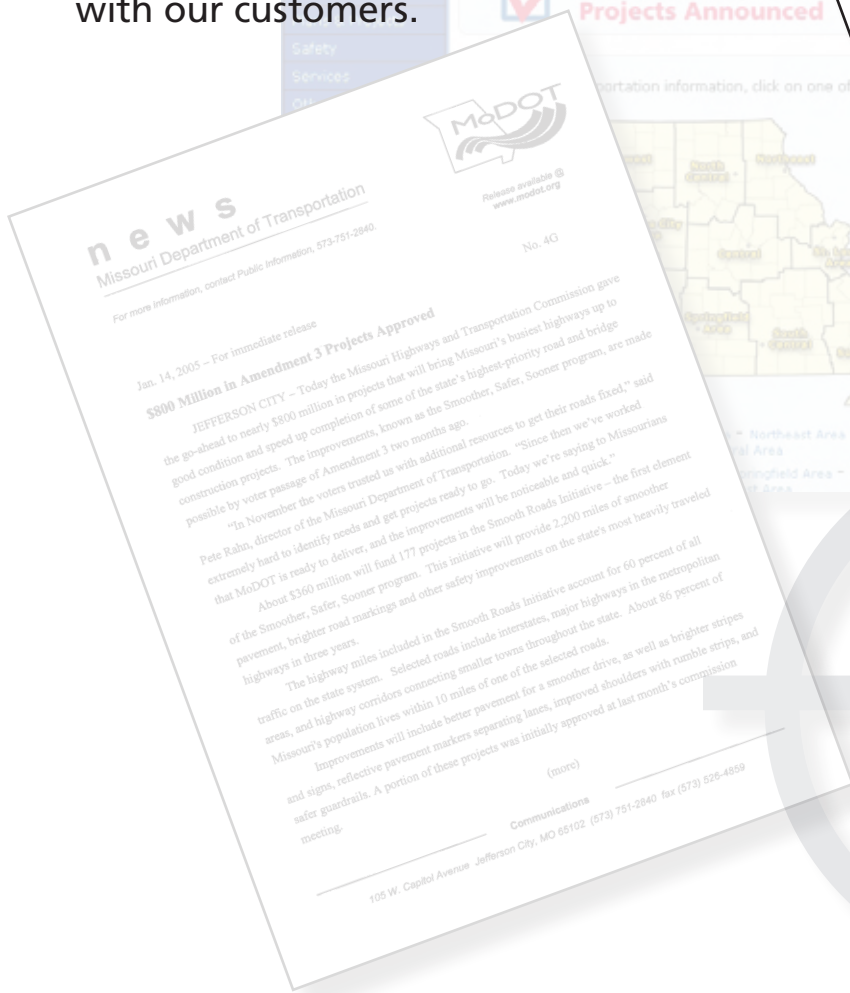 with our customers.
Projects Announced
Safety
Services
portation information, click on one of
MoDOT
Release available @
www.modot.org
news
Missouri Department of Transportation
For more information, contact Public Information, 573-751-2840.
No. 4G
Jan. 14, 2005 – For immediate release
$800 Million in Amendment 3 Projects Approved
JEFFERSON CITY – Today the Missouri Highways and Transportation Commission gave
the go-ahead to nearly $800 million in projects that will bring Missouri's busiest highways up to
good condition and speed up completion of some of the state's highest-priority road and bridge
construction projects. The improvements, known as the Smoother, Safer, Sooner program, are made
possible by voter passage of Amendment 3 two months ago.
"In November the voters trusted us with additional resources to get their roads fixed," said
Pete Rahn, director of the Missouri Department of Transportation. "Since then we've worked
extremely hard to identify needs and get projects ready to go. Today we're saying to Missourians
that MoDOT is ready to deliver, and the improvements will be noticeable and quick."
About $360 million will fund 177 projects in the Smooth Roads Initiative – the first element
of the Smoother, Safer, Sooner program. This initiative will provide 2,200 miles of smoother
pavement, brighter road markings and other safety improvements on the state's most heavily traveled
highways in three years.
The highway miles included in the Smooth Roads Initiative account for 60 percent of all
traffic on the state system. Selected roads include interstates, major highways in the metropolitan
areas, and highway corridors connecting smaller towns throughout the state. About 86 percent of
Missouri's population lives within 10 miles of one of the selected roads.
Improvements will include better pavement for a smoother drive, as well as brighter stripes
and signs, reflective pavement markers separating lanes, improved shoulders with rumble strips, and
safer guardrails. A portion of these projects was initially approved at last month's commission
meeting.
(more)
Communications
105 W. Capitol Avenue Jefferson City, MO 65102 (573) 751-2840 fax (573) 526-4859
North
Central
Northeast
City
Central
Springfield
Area
South
Central
Northeast Area
ral Area
pringfield Area
st Area